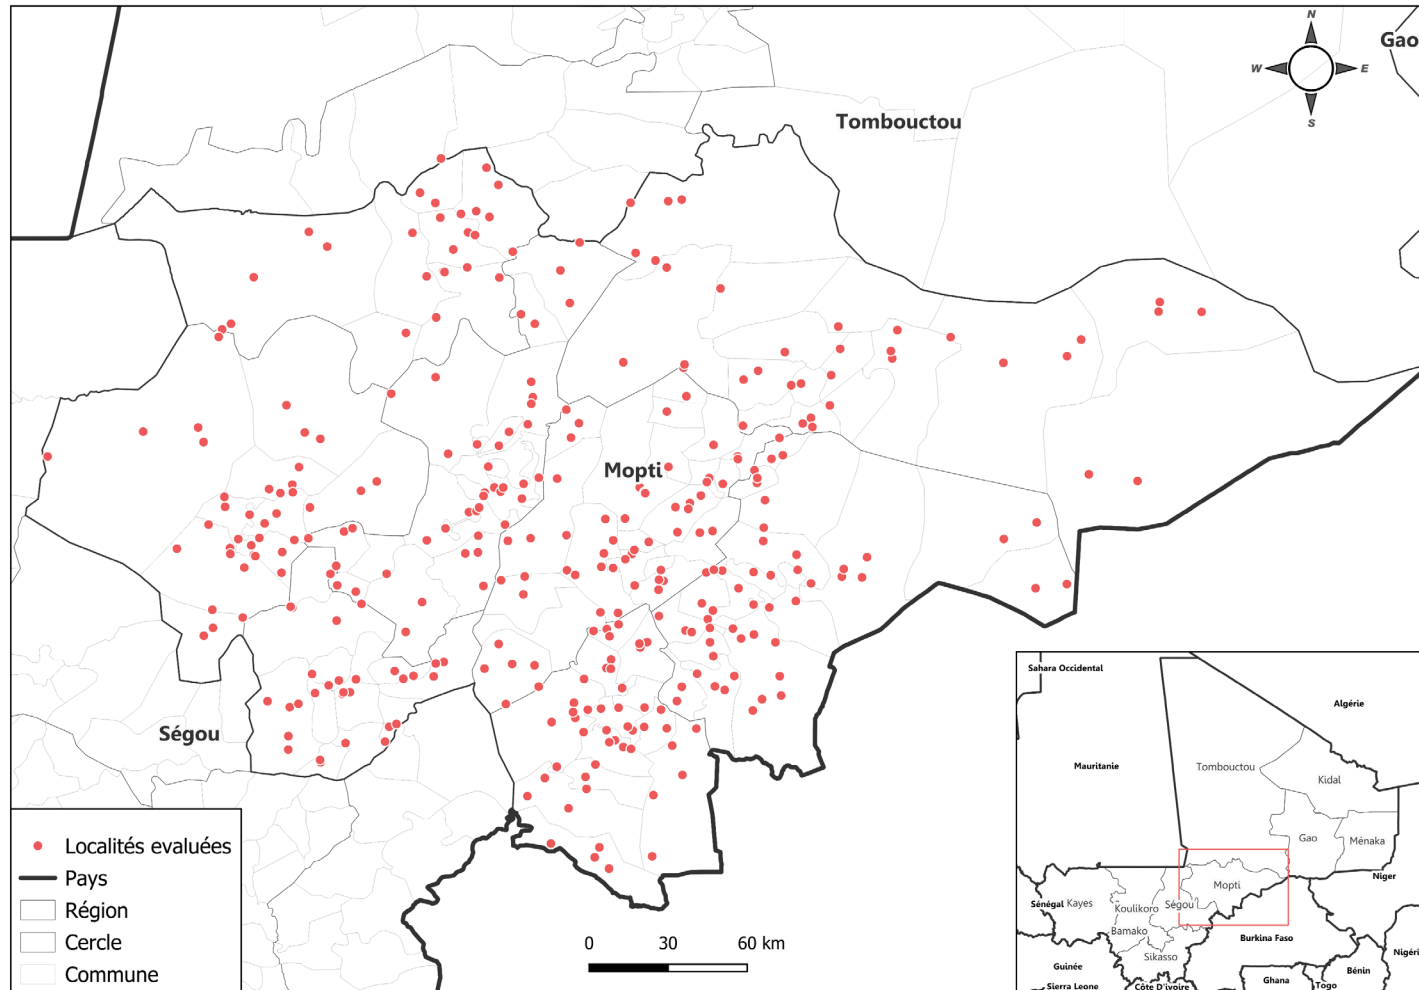 N
W
E
S
Gao
Tombouctou
Mopti
Ségou
Localités evaluées
Pays
Région
Cercle
Commune
0 30 60 km
Sahara Occidental
Algérie
Mauritanie
Tombouctou
Kidal
Gao
Ménaka
Mopti
Niger
Sénégal
Kayes
Koulikoro
Ségou
Bamako
Burkina Faso
Sikasso
Guinée
Nigéri
Bénin
Ghana
Togo
Sierra Leone
Côte D'ivoire